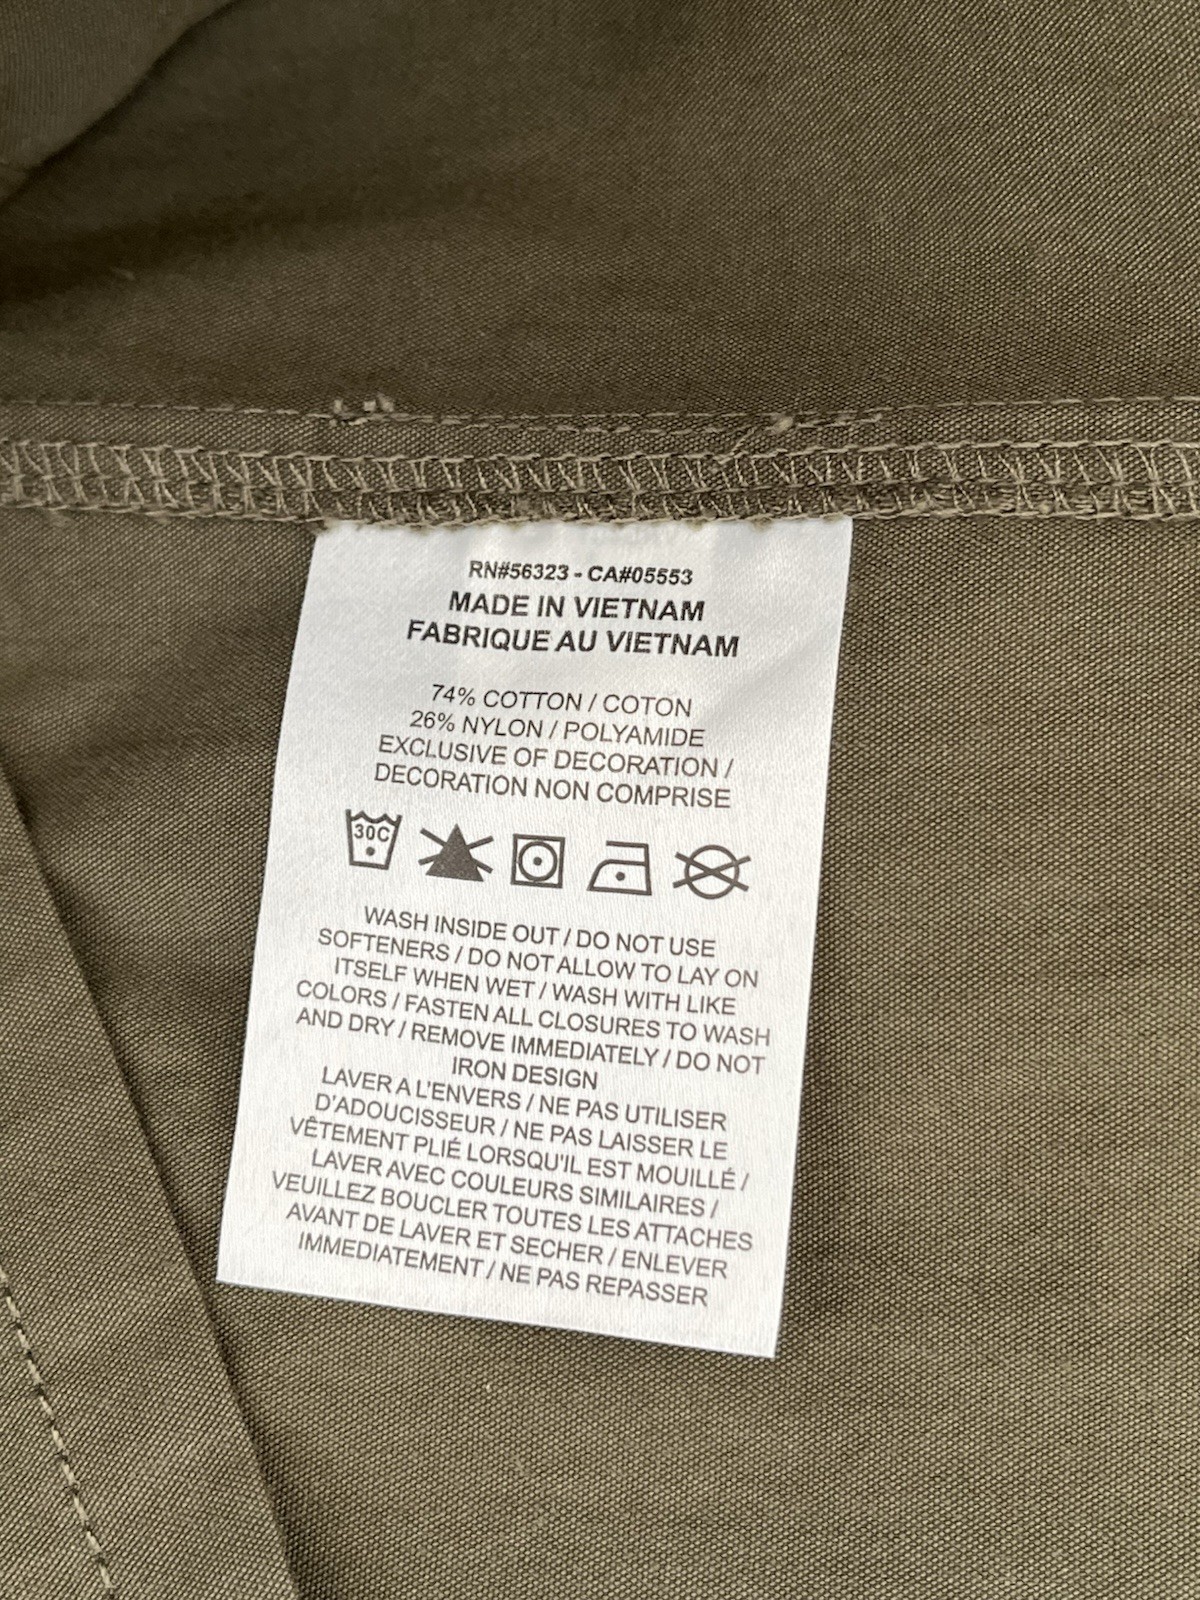 RN#56323 - CA#05553
MADE IN VIETNAM
FABRIQUE AU VIETNAM
74% COTTON / COTON
26% NYLON / POLYAMIDE
EXCLUSIVE OF DECORATION /
DECORATION NON COMPRISE
30C
WASH INSIDE OUT / DO NOT USE
SOFTENERS / DO NOT ALLOW TO LAY ON
ITSELF WHEN WET / WASH WITH LIKE
COLORS / FASTEN ALL CLOSURES TO WASH
AND DRY / REMOVE IMMEDIATELY / DO NOT
IRON DESIGN
LAVER A L'ENVERS / NE PAS UTILISER
D'ADOUCISSEUR / NE PAS LAISSER LE
VÊTEMENT PLIÉ LORSQU'IL EST MOUILLÉ /
LAVER AVEC COULEURS SIMILAIRES /
VEUILLEZ BOUCLER TOUTES LES ATTACHES
AVANT DE LAVER ET SECHER / ENLEVER
IMMEDIATEMENT / NE PAS REPASSER